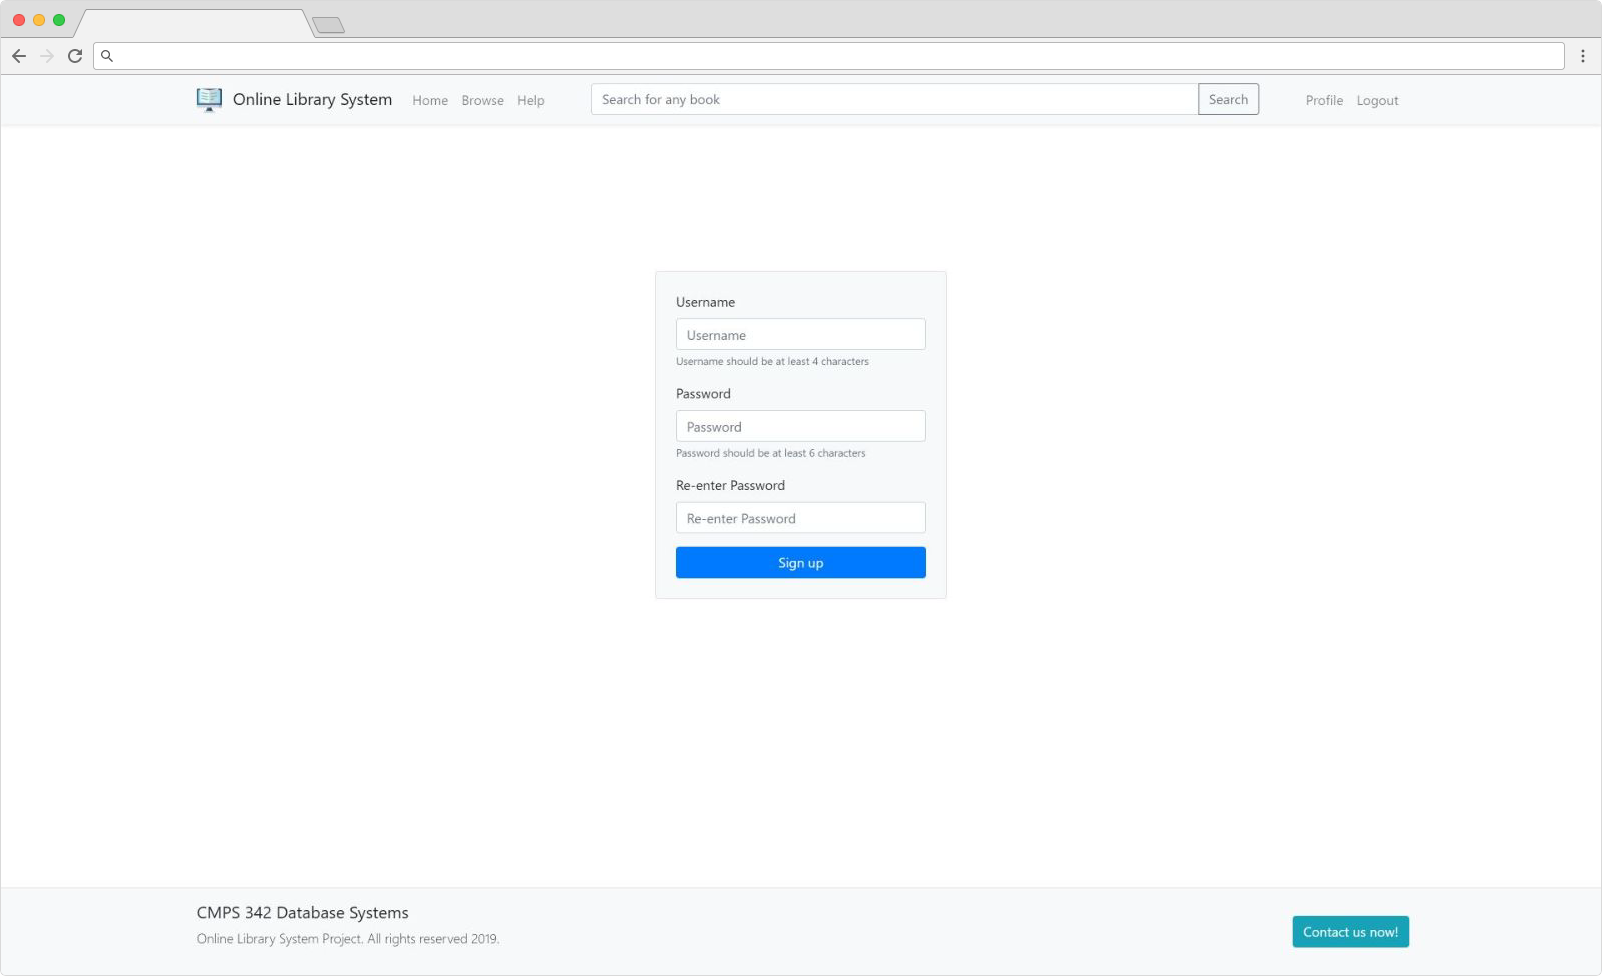 Online Library System Home Browse Help Search for any book Search Profile Logout
Username
Username
Username should be at least 4 characters
Password
Password
Password should be at least 6 characters
Re-enter Password
Re-enter Password
Sign up
CMPS 342 Database Systems
Online Library System Project. All rights reserved 2019.
Contact us now!